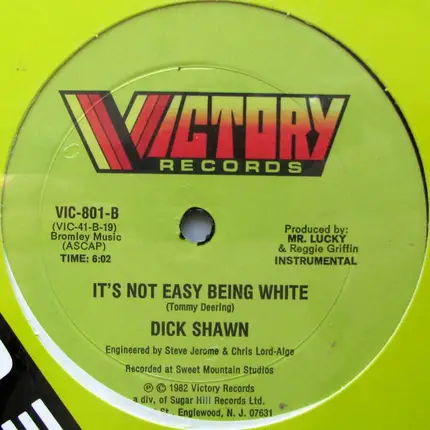 VICTORY
RECORDS
VIC-801-B
(VIC-41-B-19)
Bromley Music
(ASCAP)
TIME: 6:02
Produced by:
MR. LUCKY
& Reggie Griffin
INSTRUMENTAL
IT'S NOT EASY BEING WHITE
(Tommy Deering)
DICK SHAWN
Engineered by Steve Jerome & Chris Lord-Alge
Recorded at Sweet Mountain Studios
℗ © 1982 Victory Records
a div, of Sugar Hill Records Ltd.
St., Englewood, N. J. 07631